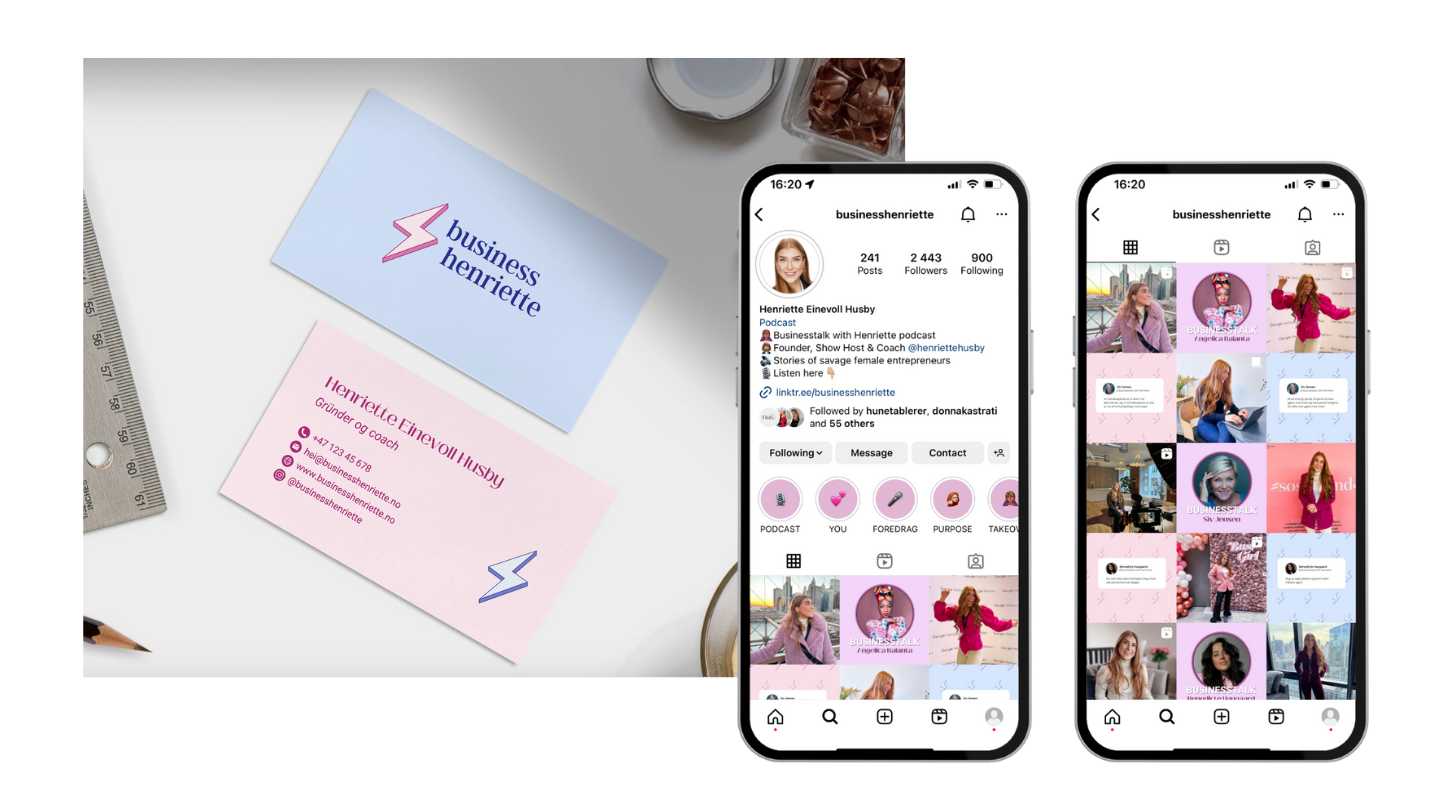 business
henriette
Henriette Einevoll Husby
Gründer og coach
+47 123 45 678
hei@businesshenriette.no
www.businesshenriette.no
@businesshenriette
55
56
57
58
59
60
61
16:20
businesshenriette
241
Posts
2 443
Followers
900
Following
Henriette Einevoll Husby
Podcast
Businesstalk with Henriette podcast
Founder, Show Host & Coach @henriettehusby
Stories of savage female entrepreneurs
Listen here
linktr.ee/businesshenriette
Followed by hunetablerer, donnakastrati
and 55 others
Following
Message
Contact
PODCAST
YOU
FOREDRAG
PURPOSE
TAKEOV
BUSINESSTALK
Angelica Kalanta
16:20
businesshenriette
BUSINESSTALK
Angelica Kalanta
BUSINESSTALK
Siv Jensen
BUSINESSTALK